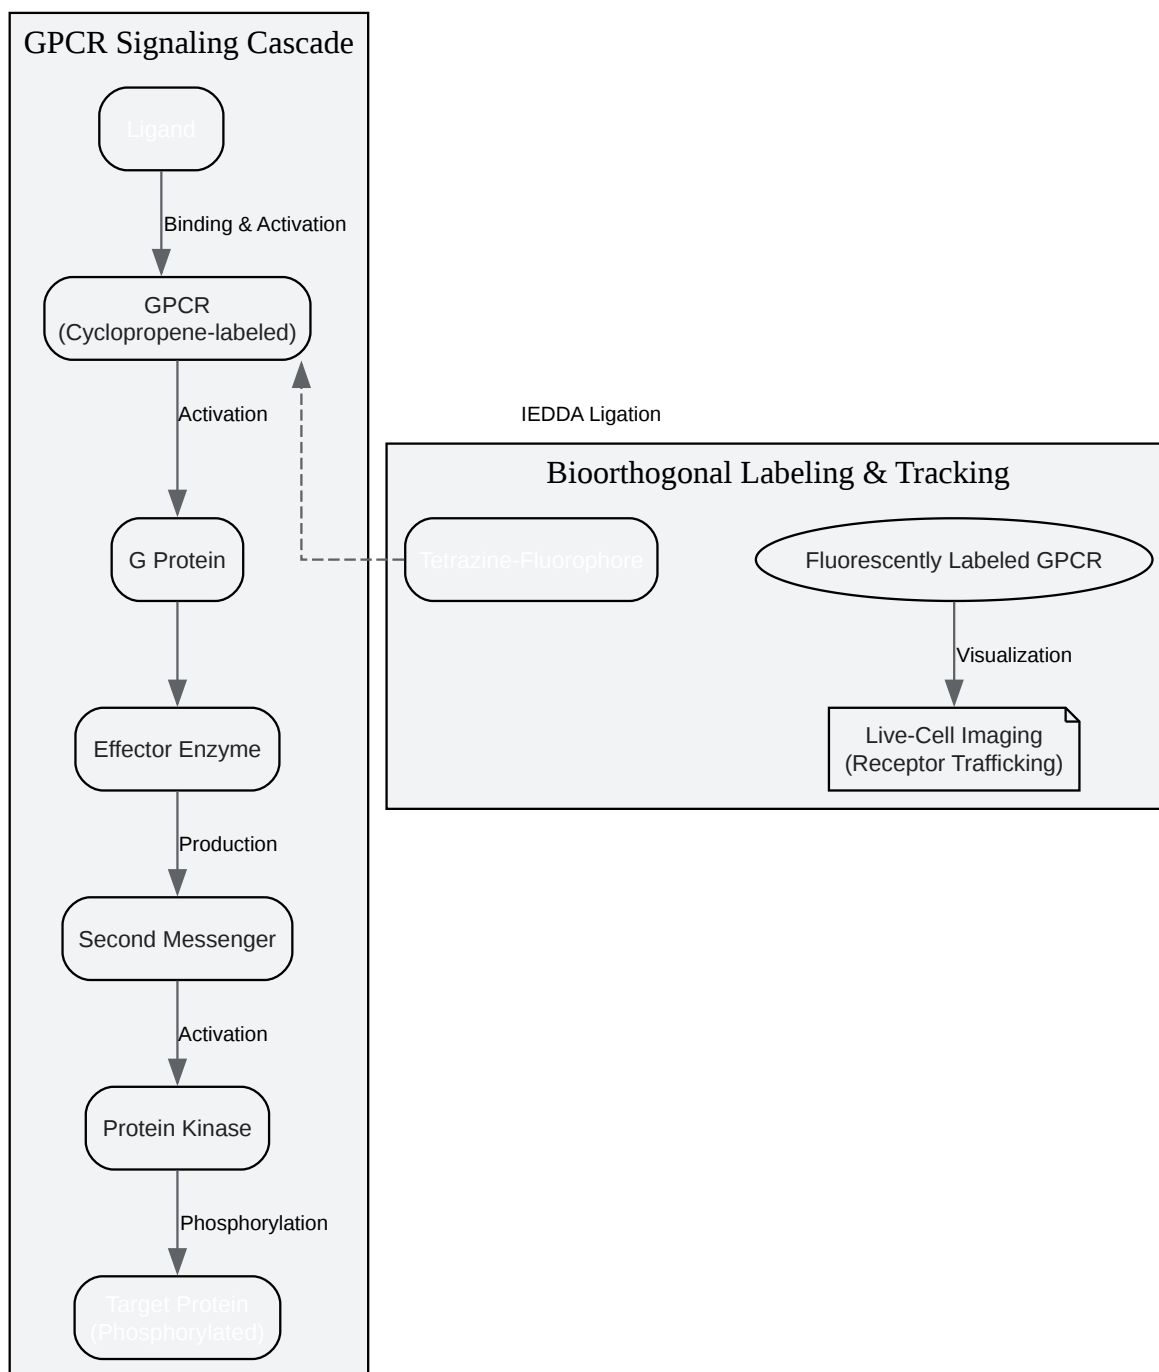 GPCR Signaling Cascade
Ligand
Binding & Activation
GPCR
(Cyclopropene-labeled)
Activation
G Protein
Effector Enzyme
Production
Second Messenger
Activation
Protein Kinase
Phosphorylation
Target Protein
(Phosphorylated)
IEDDA Ligation
Bioorthogonal Labeling & Tracking
Tetrazine-Fluorophore
Fluorescently Labeled GPCR
Visualization
Live-Cell Imaging
(Receptor Trafficking)